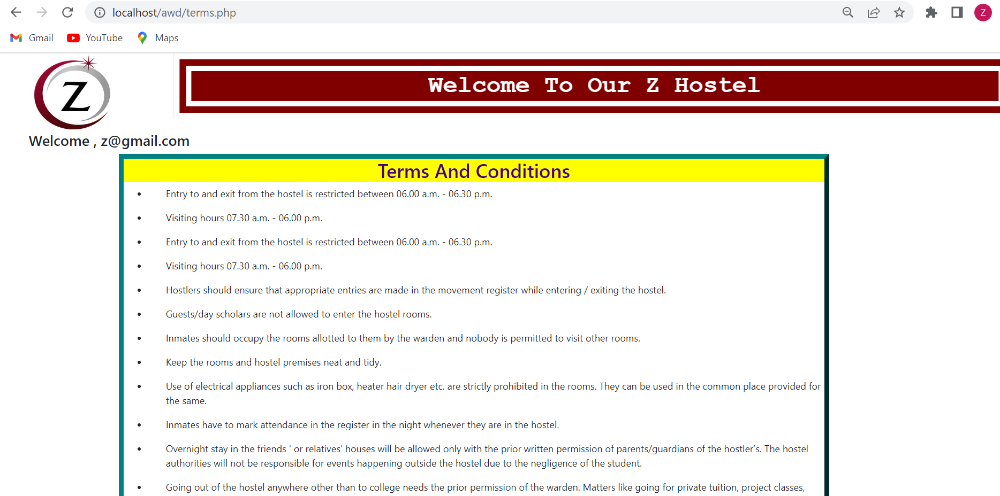 localhost/awd/terms.php
Z
Gmail
YouTube
Maps
Z
Welcome To Our Z Hostel
Welcome , z@gmail.com
Terms And Conditions
• Entry to and exit from the hostel is restricted between 06.00 a.m. - 06.30 p.m.
• Visiting hours 07.30 a.m. - 06.00 p.m.
• Entry to and exit from the hostel is restricted between 06.00 a.m. - 06.30 p.m.
• Visiting hours 07.30 a.m. - 06.00 p.m.
• Hostlers should ensure that appropriate entries are made in the movement register while entering / exiting the hostel.
• Guests/day scholars are not allowed to enter the hostel rooms.
• Inmates should occupy the rooms allotted to them by the warden and nobody is permitted to visit other rooms.
• Keep the rooms and hostel premises neat and tidy.
• Use of electrical appliances such as iron box, heater hair dryer etc. are strictly prohibited in the rooms. They can be used in the common place provided for
the same.
• Inmates have to mark attendance in the register in the night whenever they are in the hostel.
• Overnight stay in the friends ' or relatives' houses will be allowed only with the prior written permission of parents/guardians of the hostler’s. The hostel
authorities will not be responsible for events happening outside the hostel due to the negligence of the student.
• Going out of the hostel anywhere other than to college needs the prior permission of the warden. Matters like going for private tuition, project classes,